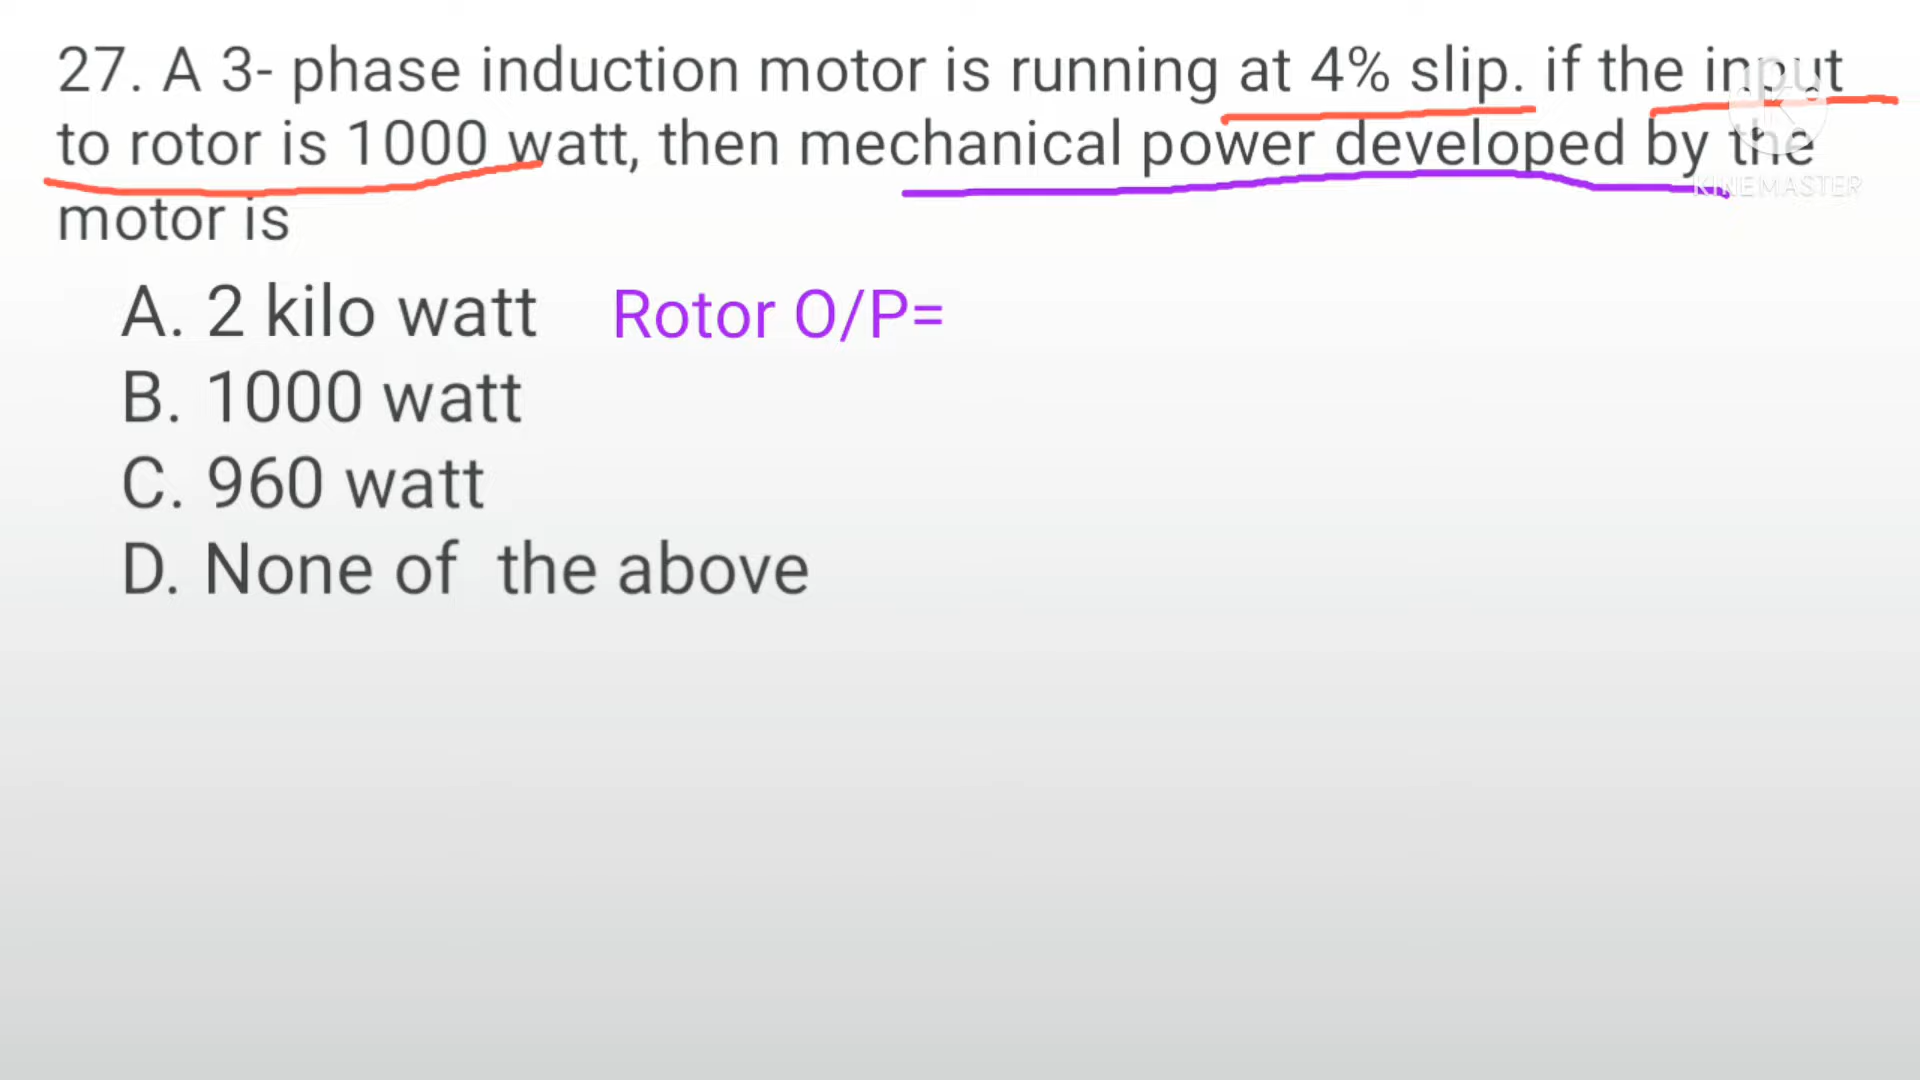 27. A 3- phase induction motor is running at 4% slip. if the input
to rotor is 1000 watt, then mechanical power developed by the
motor is
KINEMASTER
A. 2 kilo watt
Rotor O/P=
B. 1000 watt
C. 960 watt
D. None of the above